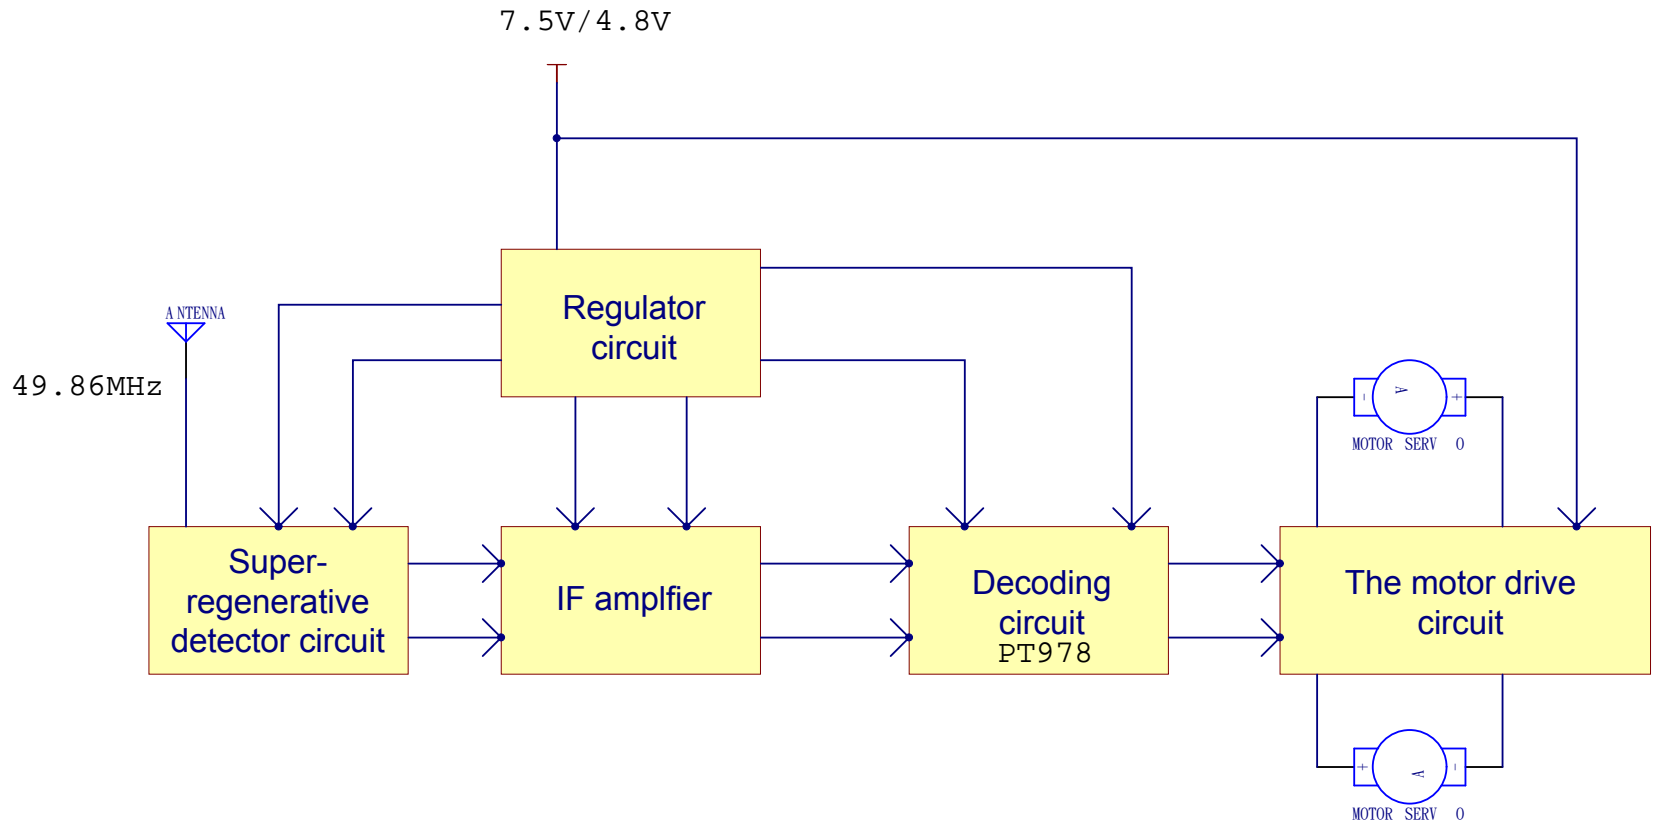 7.5V/4.8V
Regulator
circuit
A NTENNA
49.86MHz
- A +
MOTOR SERV O
Super-
regenerative
detector circuit
IF amplfier
Decoding
circuit
PT978
The motor drive
circuit
+ A -
MOTOR SERV O